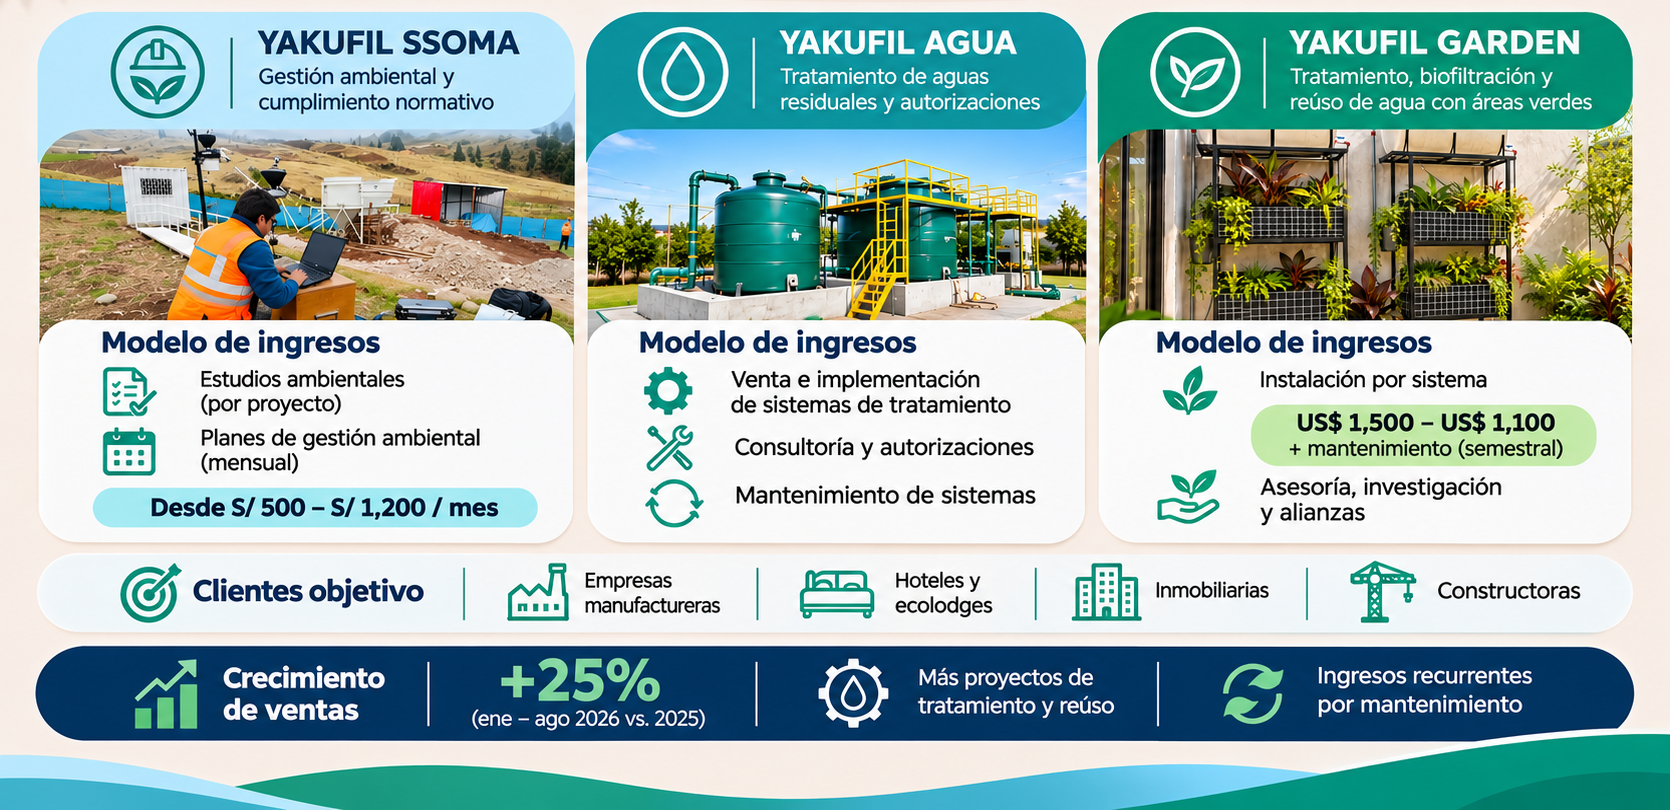 YAKUFIL SSOMA
Gestión ambiental y
cumplimiento normativo
YAKUFIL AGUA
Tratamiento de aguas
residuales y autorizaciones
YAKUFIL GARDEN
Tratamiento, biofiltración y
reúso de agua con áreas verdes
Modelo de ingresos
Estudios ambientales
(por proyecto)
Planes de gestión ambiental
(mensual)
Desde S/ 500 – S/ 1,200 / mes
Modelo de ingresos
Venta e implementación
de sistemas de tratamiento
Consultoría y autorizaciones
Mantenimiento de sistemas
Modelo de ingresos
Instalación por sistema
US$ 1,500 – US$ 1,100
+ mantenimiento (semestral)
Asesoría, investigación
y alianzas
Clientes objetivo
Empresas
manufactureras
Hoteles y
ecolodges
Inmobiliarias
Constructoras
Crecimiento
de ventas
+25%
(ene – ago 2026 vs. 2025)
Más proyectos de
tratamiento y reúso
Ingresos recurrentes
por mantenimiento